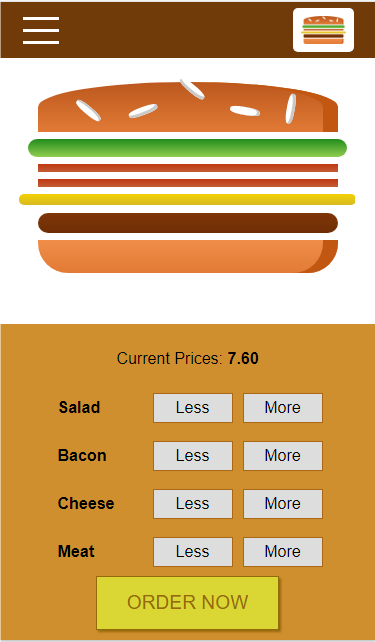 Current Prices: 7.60
Salad Less More
Bacon Less More
Cheese Less More
Meat Less More
ORDER NOW